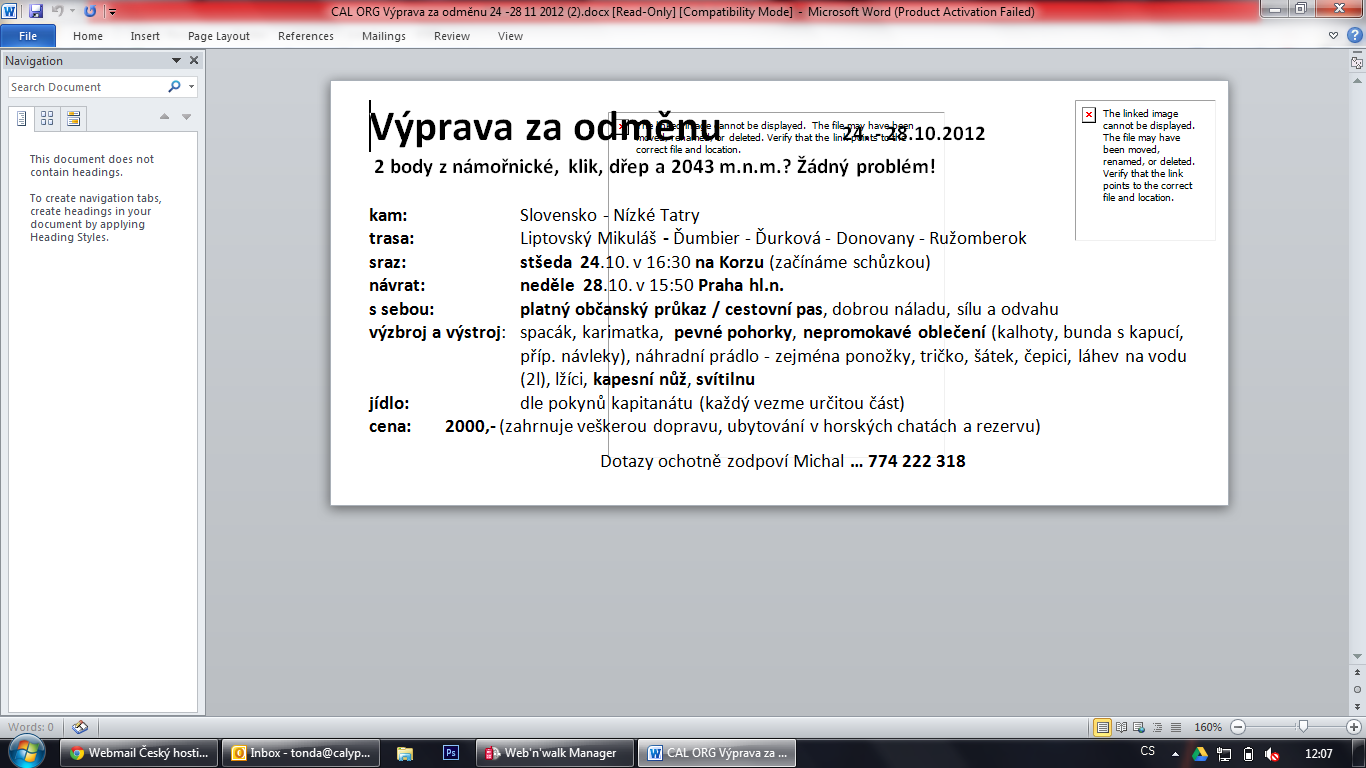 CAL ORG Výprava za odměnu 24 -28 11 2012 (2).docx [Read-Only] [Compatibility Mode] - Microsoft Word (Product Activation Failed)
File Home Insert Page Layout References Mailings Review View
Navigation
Search Document
This document does not
contain headings.
To create navigation tabs,
create headings in your
document by applying
Heading Styles.
Výprava za odměnu 24. - 28.10.2012
The linked image cannot be displayed. The file may have been
moved, renamed, or deleted. Verify that the link points to the
correct file and location.
The linked image
cannot be displayed.
The file may have
been moved,
renamed, or deleted.
Verify that the link
points to the correct
file and location.
2 body z námořnické, klik, dřep a 2043 m.n.m.? Žádný problém!
kam: Slovensko - Nízké Tatry
trasa: Liptovský Mikuláš - Ďumbier - Ďurková - Donovany - Ružomberok
sraz: stšeda 24.10. v 16:30 na Korzu (začínáme schůzkou)
návrat: neděle 28.10. v 15:50 Praha hl.n.
s sebou: platný občanský průkaz / cestovní pas, dobrou náladu, sílu a odvahu
výzbroj a výstroj: spacák, karimatka, pevné pohorky, nepromokavé oblečení (kalhoty, bunda s kapucí,
příp. návleky), náhradní prádlo - zejména ponožky, tričko, šátek, čepici, láhev na vodu
(2l), lžíci, kapesní nůž, svítilnu
jídlo: dle pokynů kapitanátu (každý vezme určitou část)
cena: 2000,- (zahrnuje veškerou dopravu, ubytování v horských chatách a rezervu)
Dotazy ochotně zodpoví Michal ... 774 222 318
Words: 0
160%
Webmail Český hosti...
Inbox - tonda@calyp...
Ps
Web'n'walk Manager
CAL ORG Výprava za ...
CS
12:07